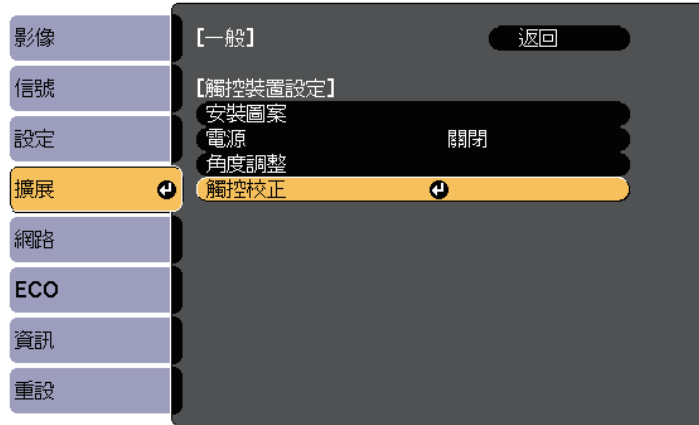 影像
信號
設定
擴展
網路
ECO
資訊
重設
[一般] 返回
[觸控裝置設定]
安裝圖案
電源 關閉
角度調整
觸控校正